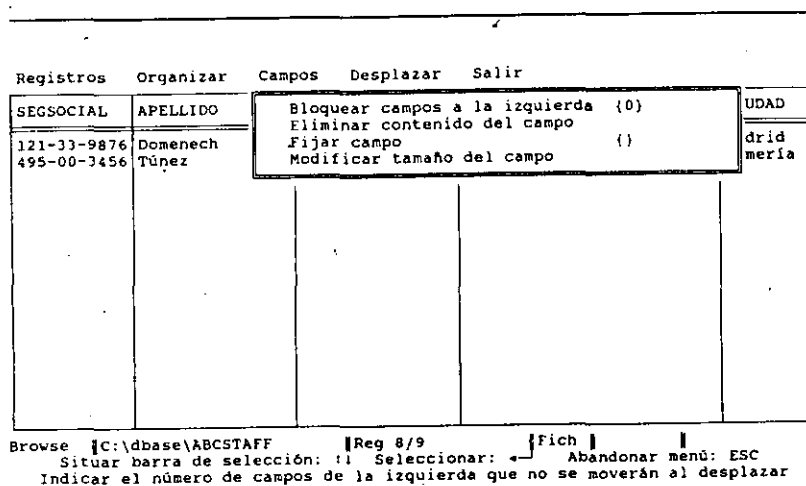 Registros Organizar Campos Desplazar Salir
SEGSOCIAL APELLIDO Bloquear campos a la izquierda {0} UDAD
Eliminar contenido del campo
121-33-9876 Domenech Fijar campo {} drid
495-00-3456 Túnez Modificar tamaño del campo mería
Browse C:\dbase\ABCSTAFF Reg 8/9 Fich
Situar barra de selección: ↑↓ Seleccionar: ◄┘ Abandonar menú: ESC
Indicar el número de campos de la izquierda que no se moverán al desplazar